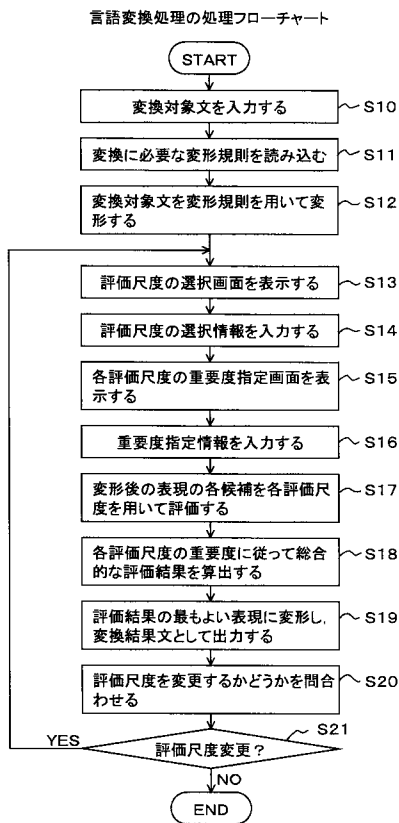 言語変換処理の処理フローチャート
START
変換対象文を入力する
S10
変換に必要な変形規則を読み込む
S11
変換対象文を変形規則を用いて変
形する
S12
評価尺度の選択画面を表示する
S13
評価尺度の選択情報を入力する
S14
各評価尺度の重要度指定画面を表
示する
S15
重要度指定情報を入力する
S16
変形後の表現の各候補を各評価尺
度を用いて評価する
S17
各評価尺度の重要度に従って総合
的な評価結果を算出する
S18
評価結果の最もよい表現に変形し,
変換結果文として出力する
S19
評価尺度を変更するかどうかを問合
わせる
S20
S21
YES
評価尺度変更?
NO
END